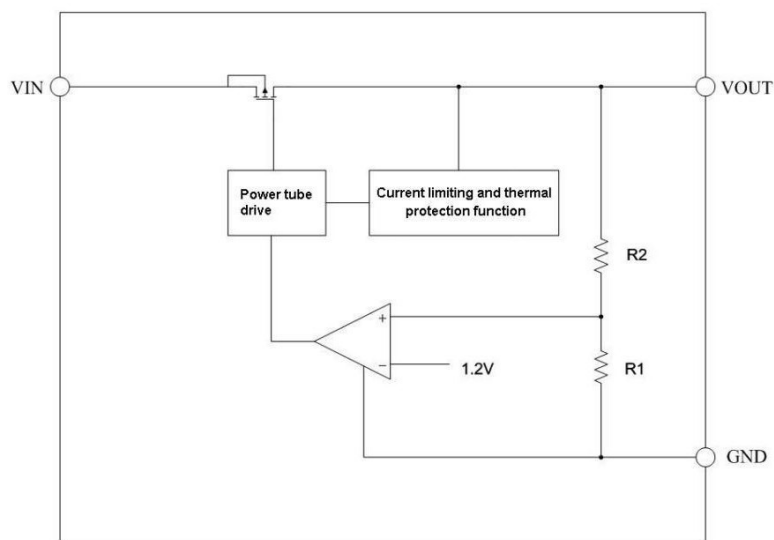 VIN
VOUT
Power tube
drive
Current limiting and thermal
protection function
R2
+
−
1.2V
R1
GND